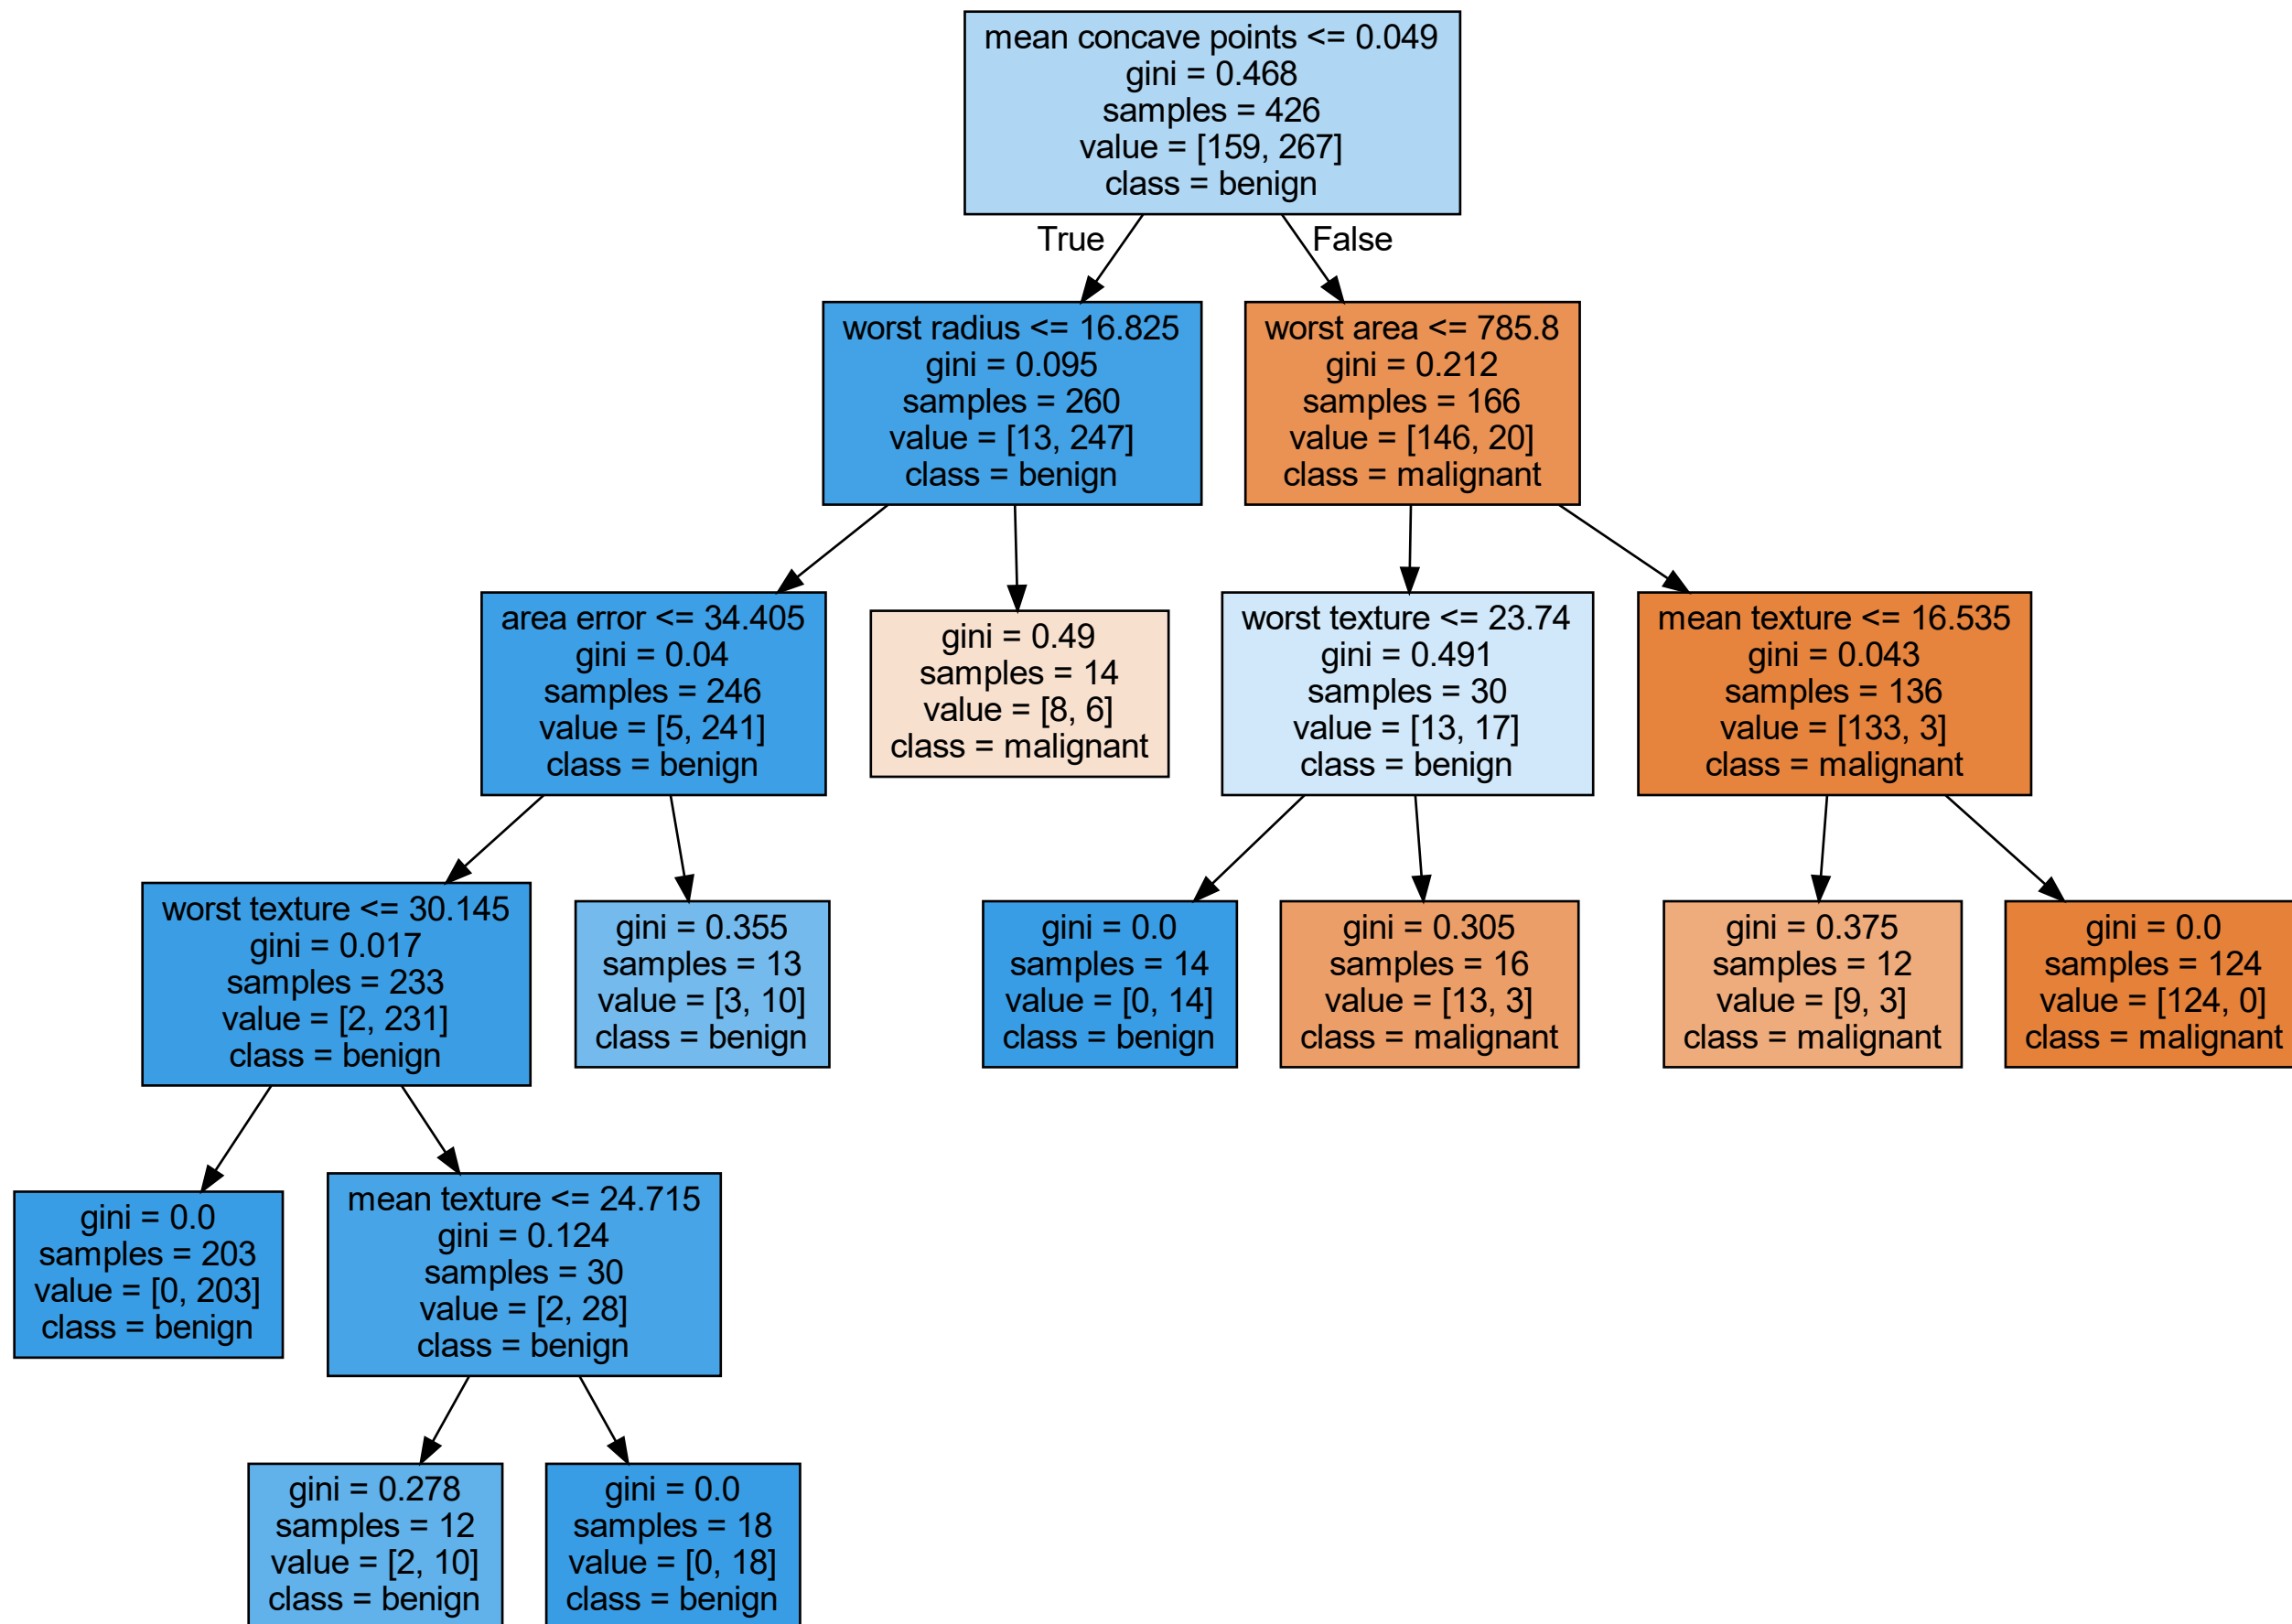 mean concave points <= 0.049
gini = 0.468
samples = 426
value = [159, 267]
class = benign
True
False
worst radius <= 16.825
gini = 0.095
samples = 260
value = [13, 247]
class = benign
worst area <= 785.8
gini = 0.212
samples = 166
value = [146, 20]
class = malignant
area error <= 34.405
gini = 0.04
samples = 246
value = [5, 241]
class = benign
gini = 0.49
samples = 14
value = [8, 6]
class = malignant
worst texture <= 23.74
gini = 0.491
samples = 30
value = [13, 17]
class = benign
mean texture <= 16.535
gini = 0.043
samples = 136
value = [133, 3]
class = malignant
worst texture <= 30.145
gini = 0.017
samples = 233
value = [2, 231]
class = benign
gini = 0.355
samples = 13
value = [3, 10]
class = benign
gini = 0.0
samples = 14
value = [0, 14]
class = benign
gini = 0.305
samples = 16
value = [13, 3]
class = malignant
gini = 0.375
samples = 12
value = [9, 3]
class = malignant
gini = 0.0
samples = 124
value = [124, 0]
class = malignant
gini = 0.0
samples = 203
value = [0, 203]
class = benign
mean texture <= 24.715
gini = 0.124
samples = 30
value = [2, 28]
class = benign
gini = 0.278
samples = 12
value = [2, 10]
class = benign
gini = 0.0
samples = 18
value = [0, 18]
class = benign